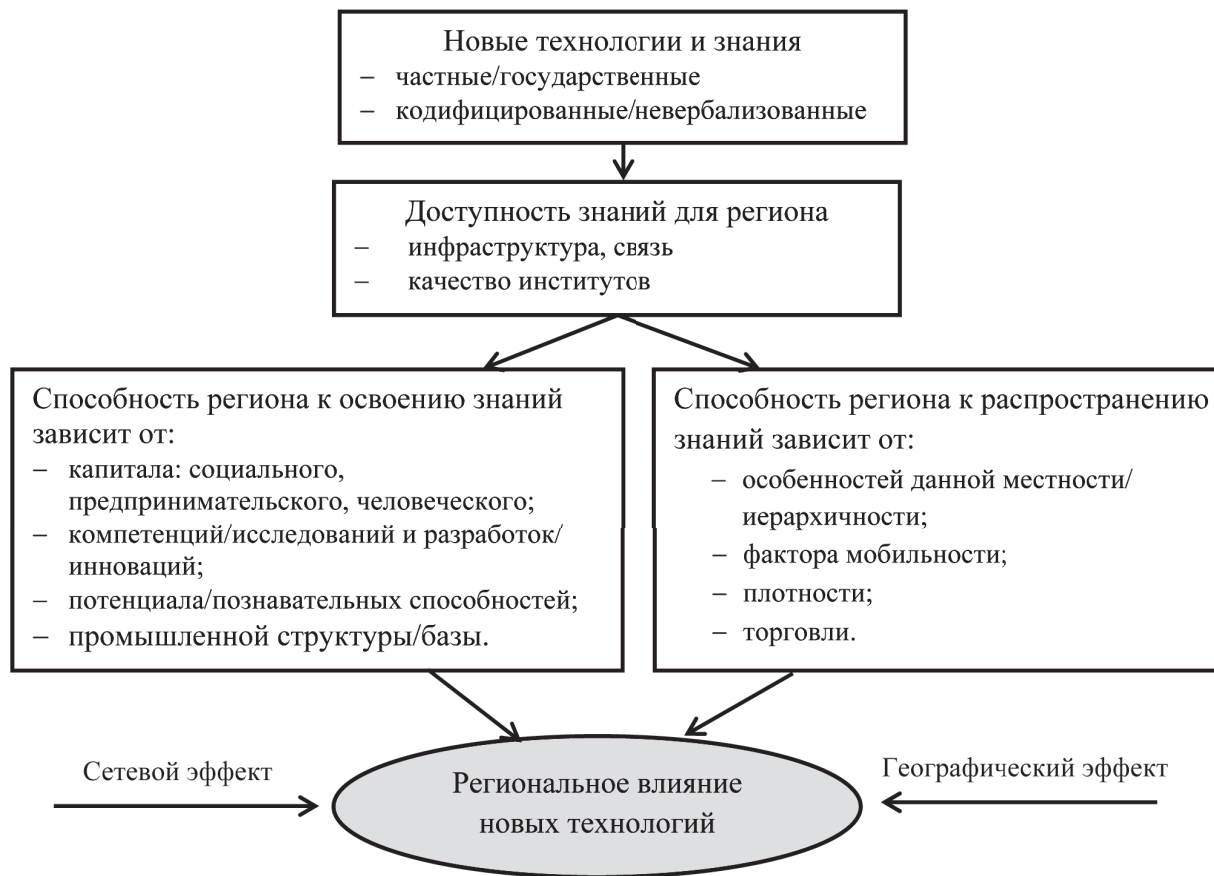 Новые технологии и знания
– частные/государственные
– кодифицированные/невербализованные
Доступность знаний для региона
– инфраструктура, связь
– качество институтов
Способность региона к освоению знаний
зависит от:
– капитала: социального,
предпринимательского, человеческого;
– компетенций/исследований и разработок/
инноваций;
– потенциала/познавательных способностей;
– промышленной структуры/базы.
Способность региона к распространению
знаний зависит от:
– особенностей данной местности/
иерархичности;
– фактора мобильности;
– плотности;
– торговли.
Сетевой эффект
Региональное влияние
новых технологий
Географический эффект